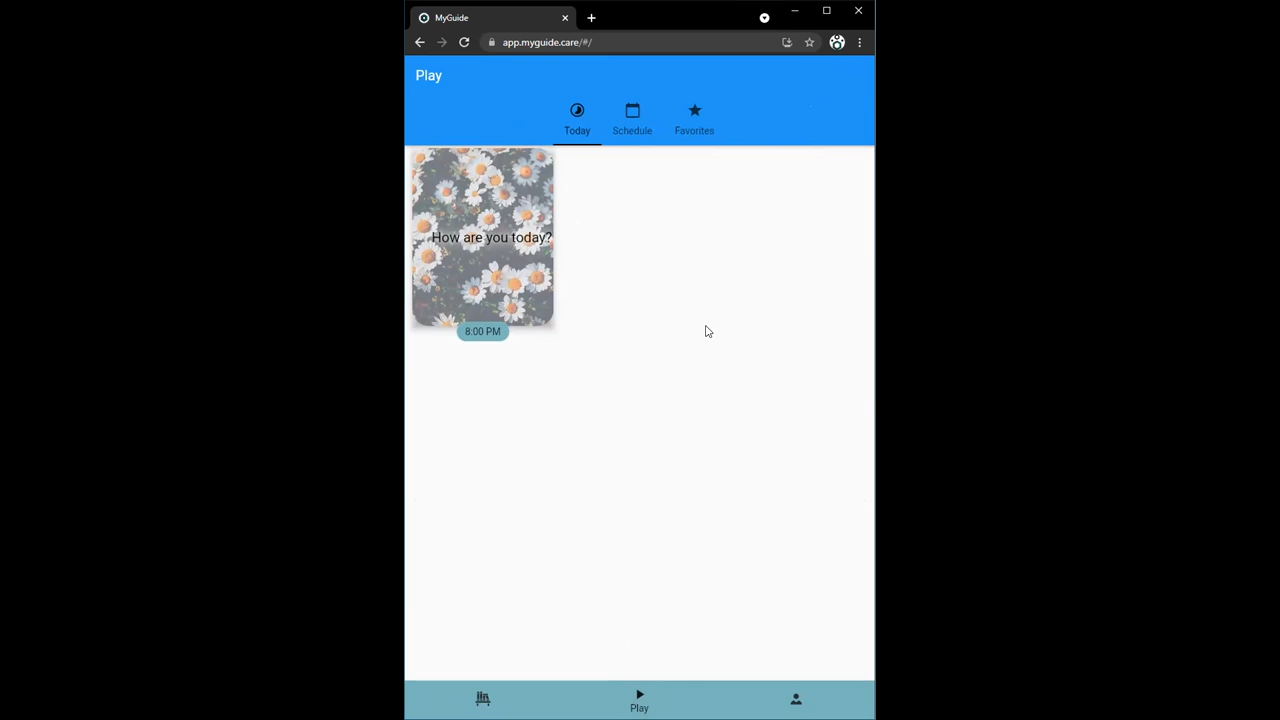 MyGuide
app.myguide.care/#/
Play
Today
Schedule
Favorites
How are you today?
8:00 PM
Play